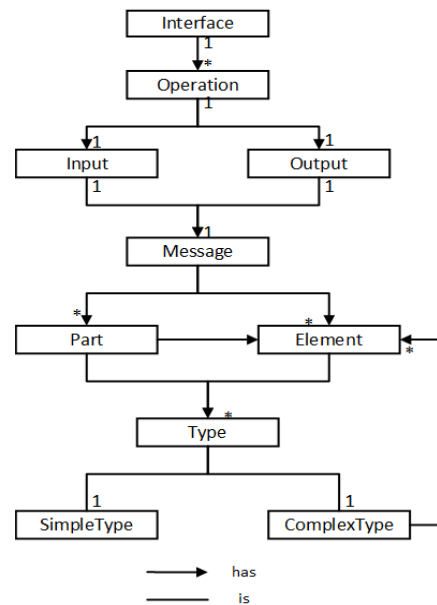 Interface
1
*
Operation
1
1 1
Input Output
1 1
1
Message
* *
Part Element
*
*
Type
1 1
SimpleType ComplexType
has
is